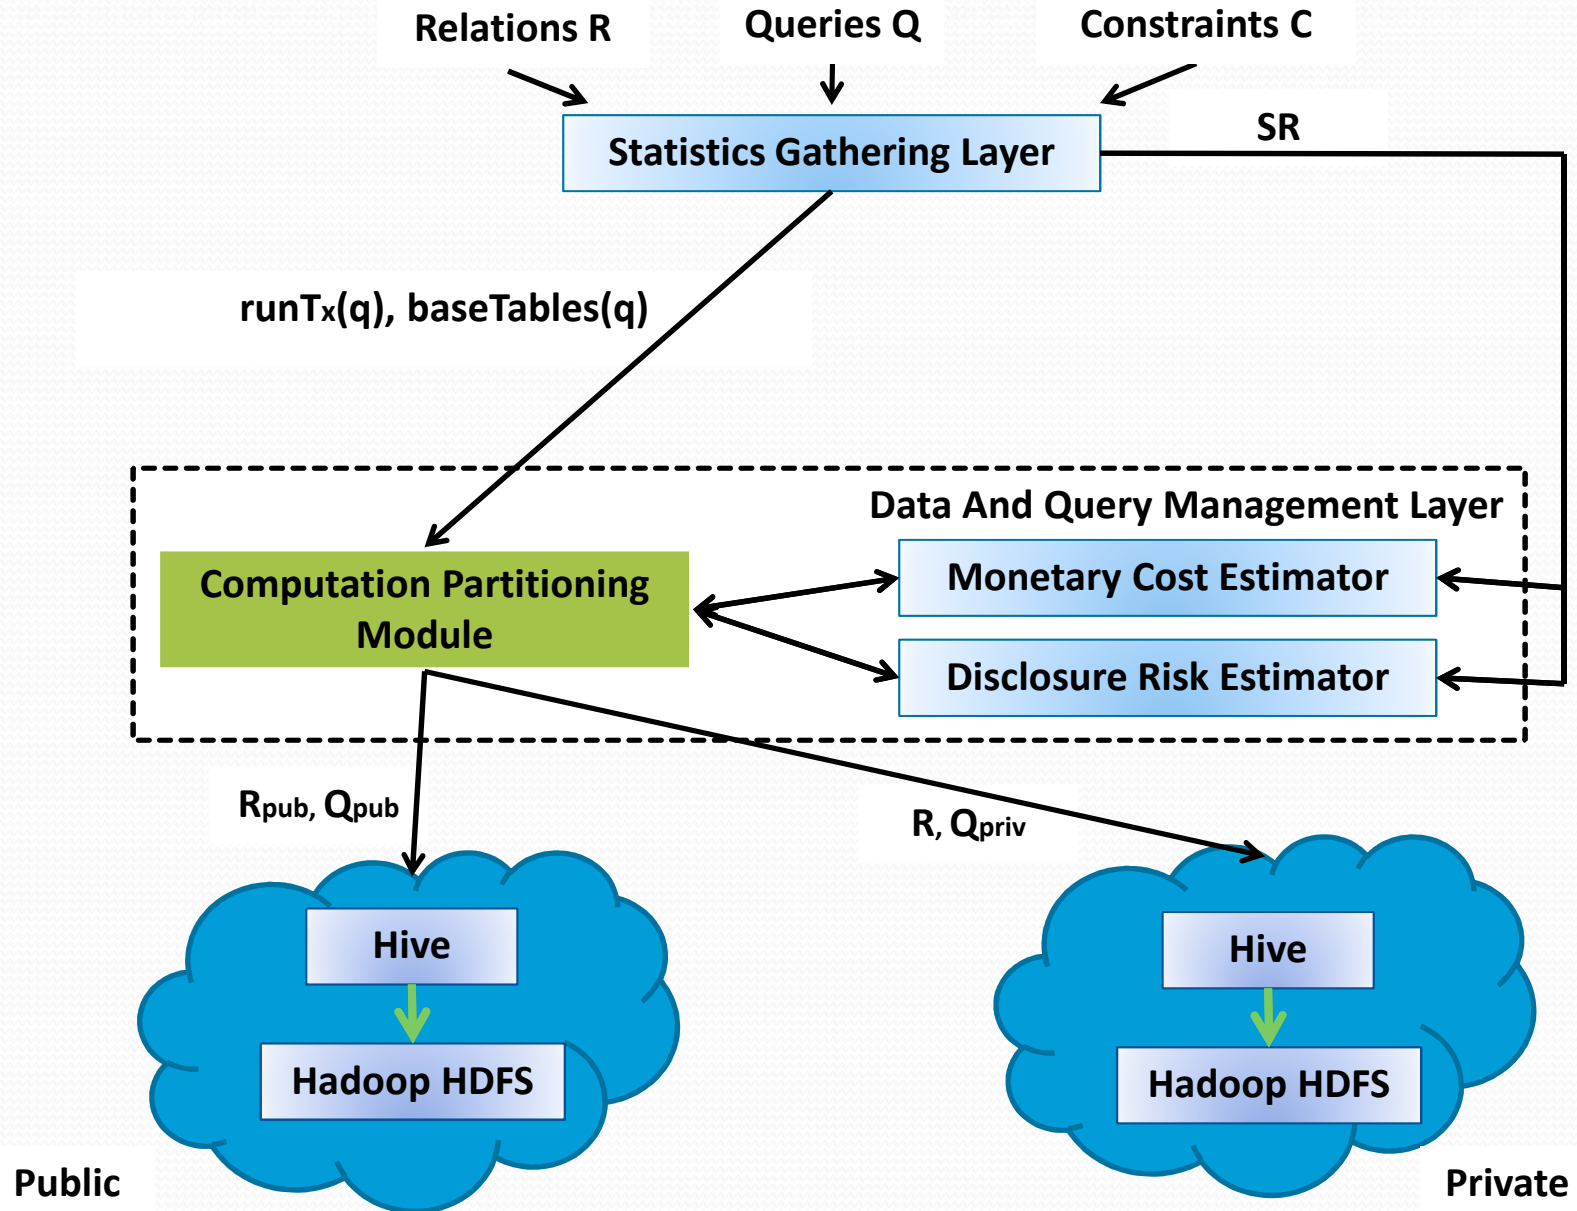 Relations R
Queries Q
Constraints C
SR
Statistics Gathering Layer
runTx(q), baseTables(q)
Data And Query Management Layer
Computation Partitioning
Module
Monetary Cost Estimator
Disclosure Risk Estimator
Rpub, Qpub
R, Qpriv
Hive
Hadoop HDFS
Hive
Hadoop HDFS
Public
Private